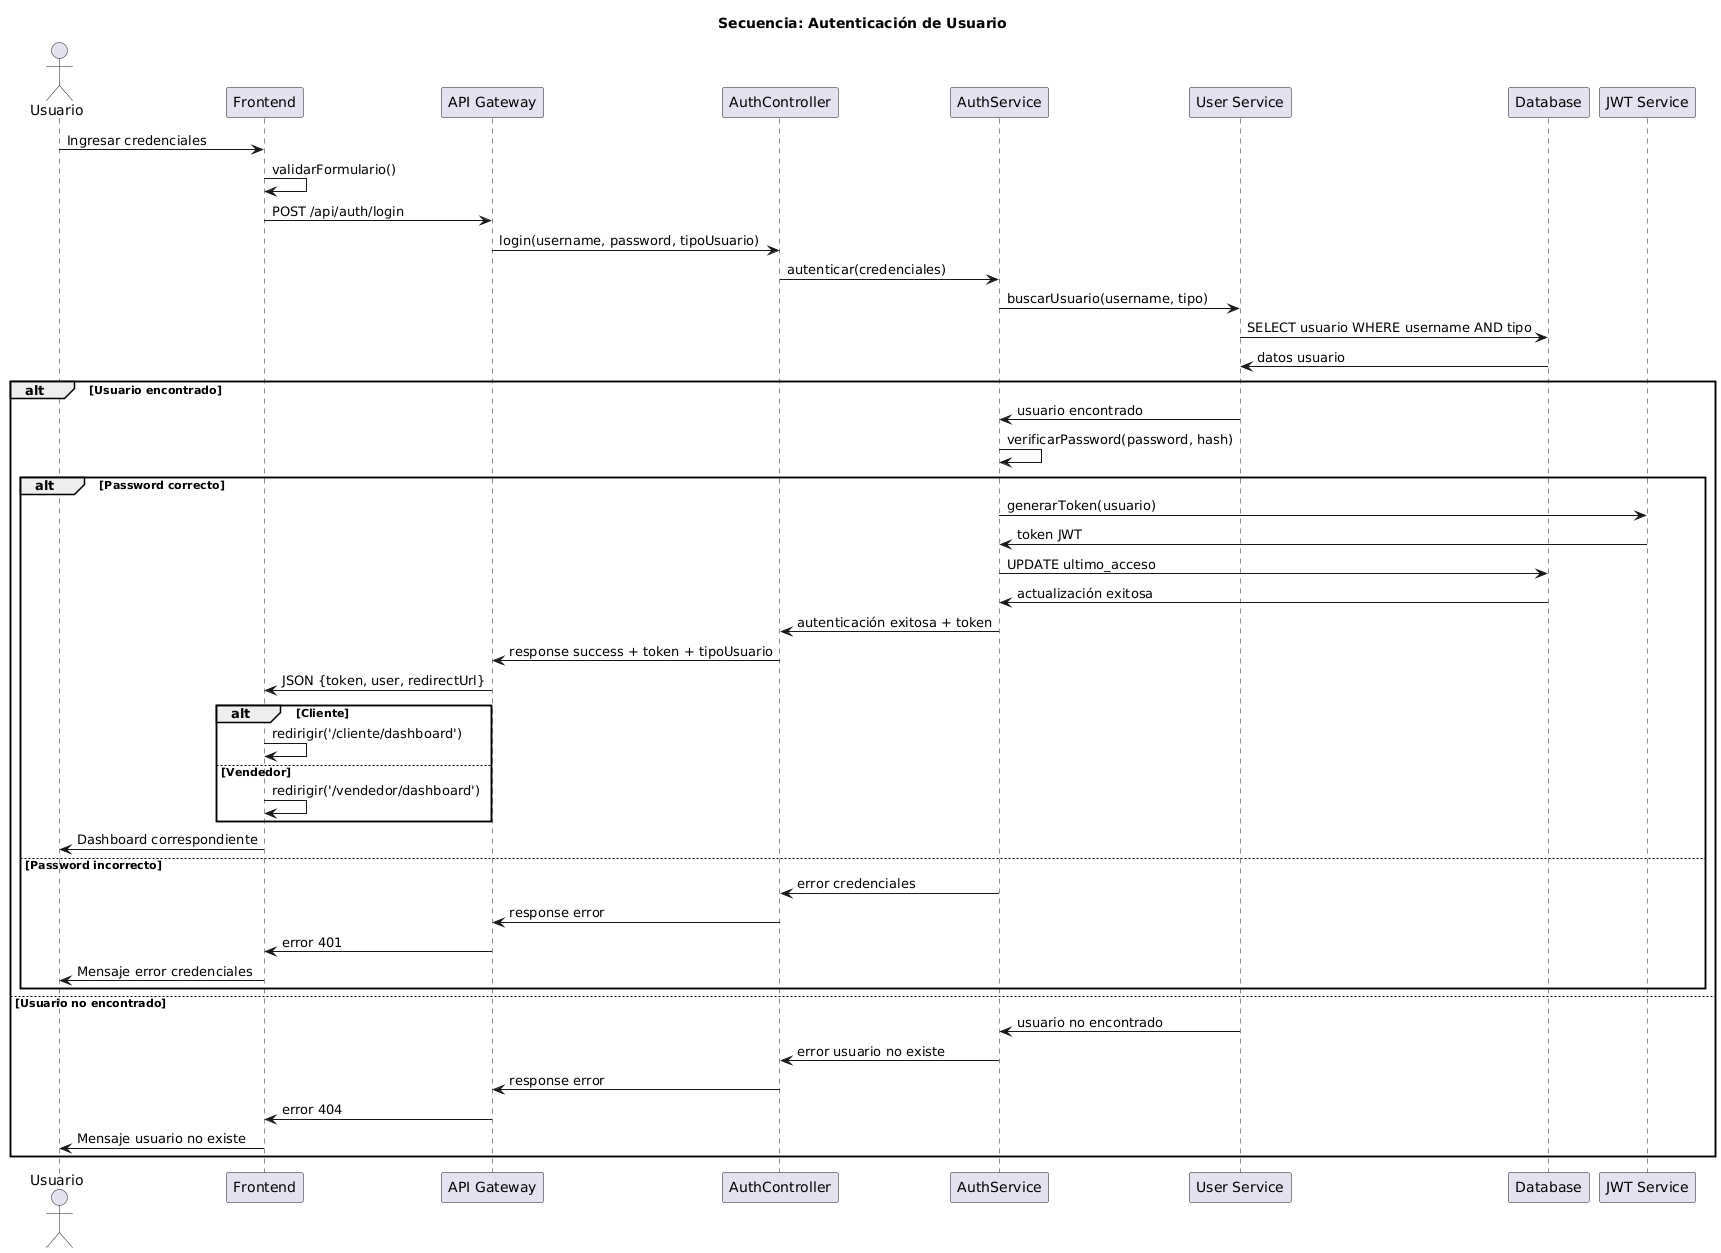 Secuencia: Autenticación de Usuario
Usuario
Frontend
API Gateway
AuthController
AuthService
User Service
Database
JWT Service
Ingresar credenciales
validarFormulario()
POST /api/auth/login
login(username, password, tipoUsuario)
autenticar(credenciales)
buscarUsuario(username, tipo)
SELECT usuario WHERE username AND tipo
datos usuario
alt [Usuario encontrado]
usuario encontrado
verificarPassword(password, hash)
alt [Password correcto]
generarToken(usuario)
token JWT
UPDATE ultimo_acceso
actualización exitosa
autenticación exitosa + token
response success + token + tipoUsuario
JSON {token, user, redirectUrl}
alt [Cliente]
redirigir('/cliente/dashboard')
[Vendedor]
redirigir('/vendedor/dashboard')
Dashboard correspondiente
[Password incorrecto]
error credenciales
response error
error 401
Mensaje error credenciales
[Usuario no encontrado]
usuario no encontrado
error usuario no existe
response error
error 404
Mensaje usuario no existe
Usuario
Frontend
API Gateway
AuthController
AuthService
User Service
Database
JWT Service